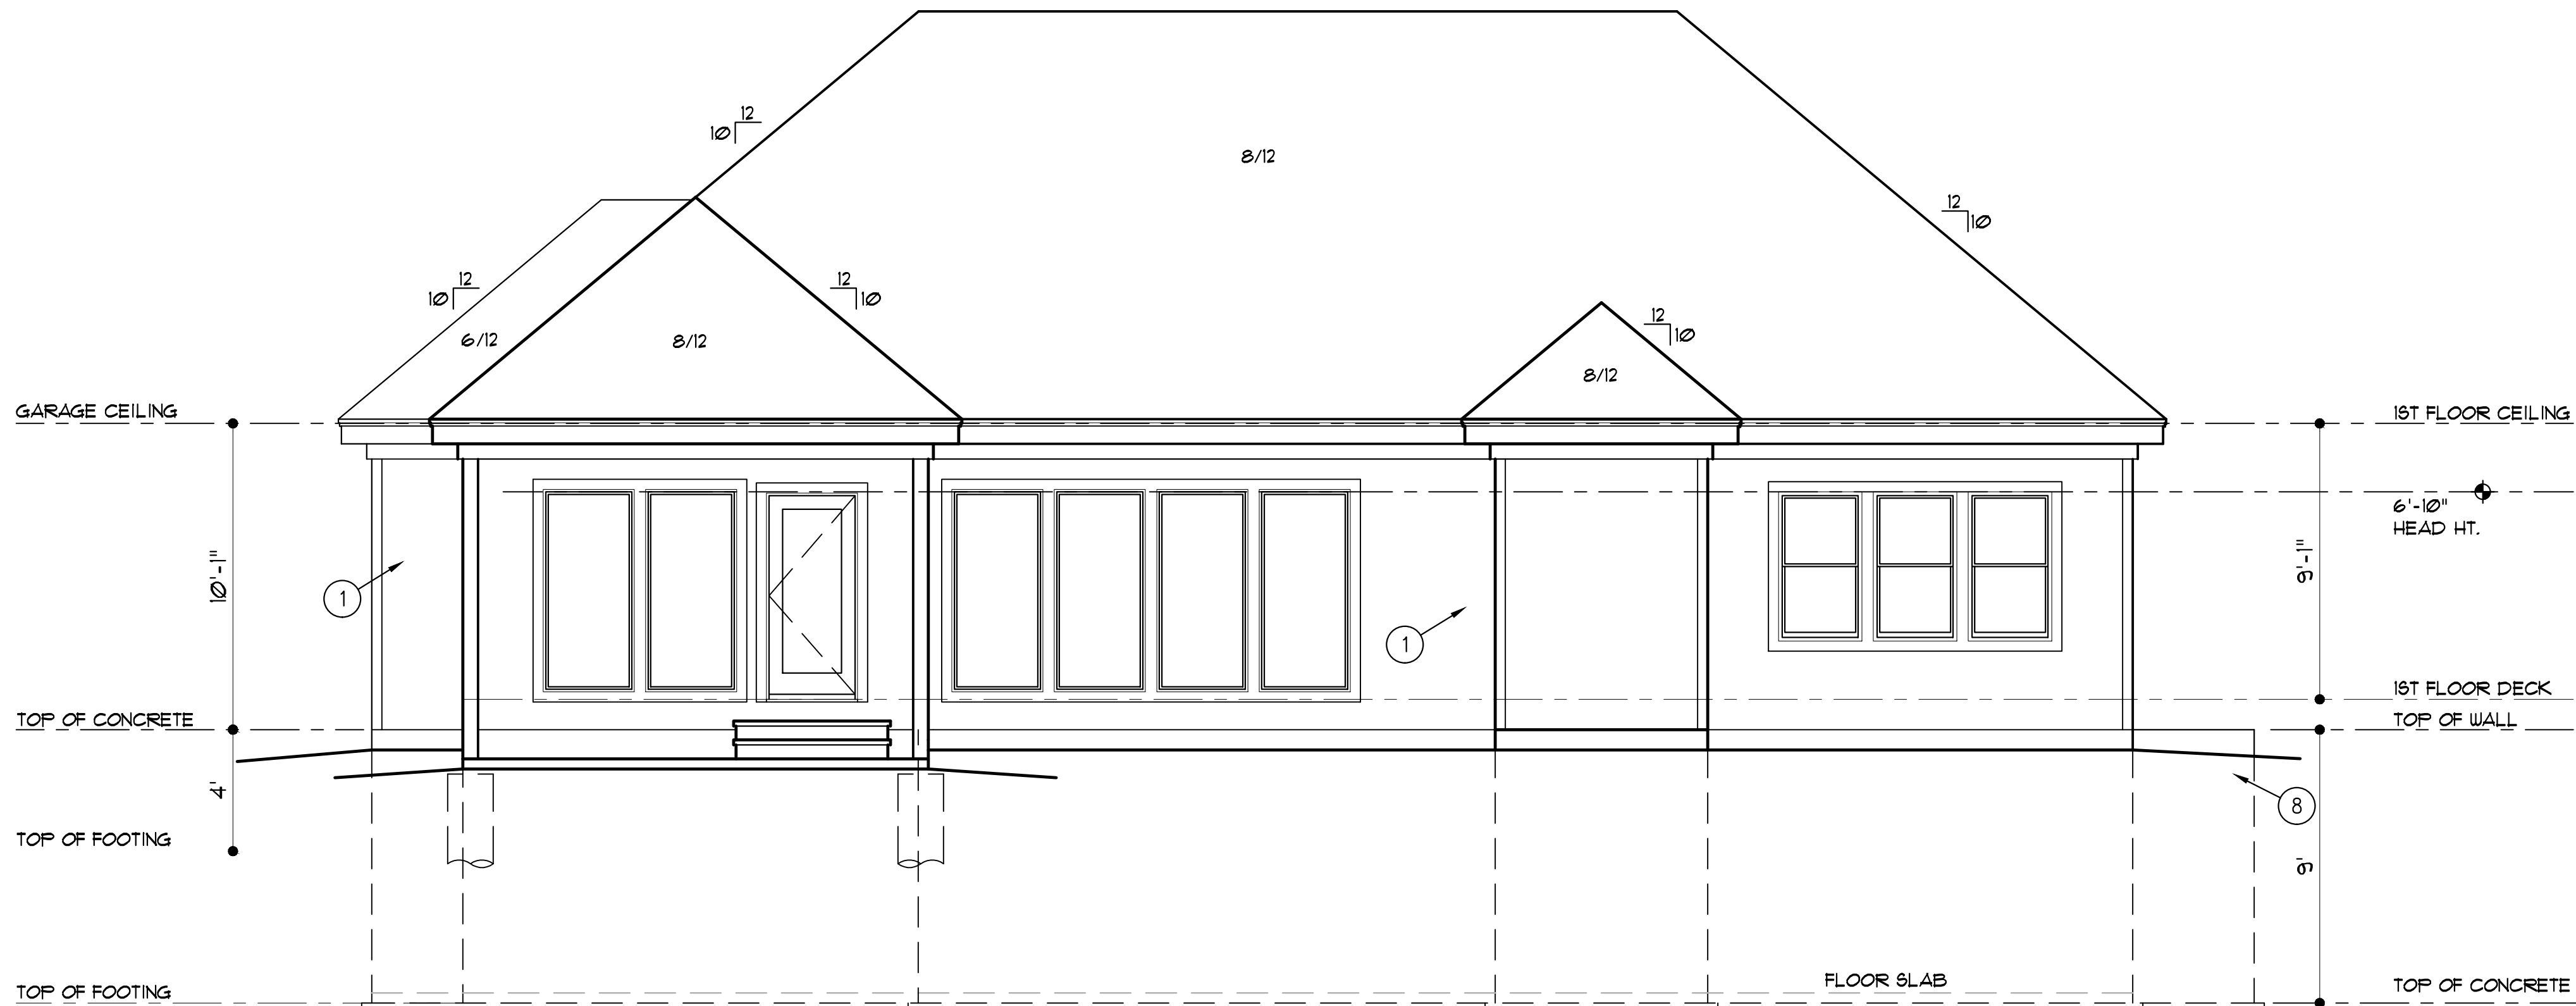 12
10
8/12
12
10
12
10
12
10
12
10
6/12
8/12
8/12
GARAGE CEILING
1ST FLOOR CEILING
6'-10"
HEAD HT.
10'-1"
9'-1"
1
1
1ST FLOOR DECK
TOP OF CONCRETE
TOP OF WALL
4'
8
TOP OF FOOTING
9'
FLOOR SLAB
TOP OF FOOTING
TOP OF CONCRETE